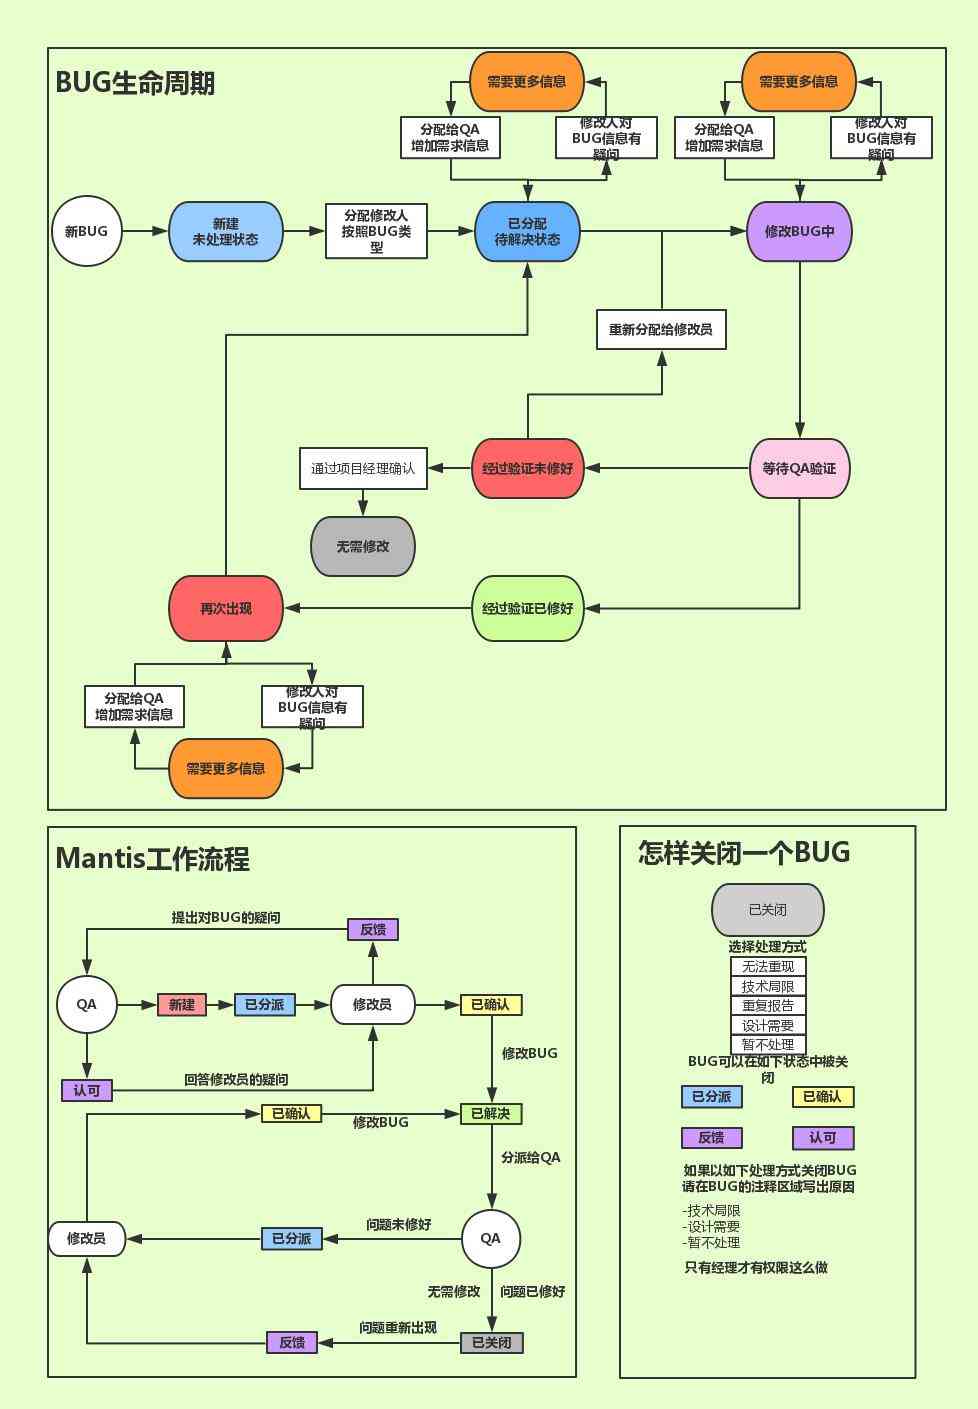 BUG生命周期
需要更多信息
需要更多信息
分配给QA
增加需求信息
修改人对
BUG信息有
疑问
分配给QA
增加需求信息
修改人对
BUG信息有
疑问
新BUG
新建
未处理状态
分配修改人
按照BUG类
型
已分配
待解决状态
修改BUG中
重新分配给修改员
通过项目经理确认
经过验证未修好
等待QA验证
无需修改
再次出现
经过验证已修好
分配给QA
增加需求信息
修改人对
BUG信息有
疑问
需要更多信息
Mantis工作流程
提出对BUG的疑问
反馈
QA
新建
已分派
修改员
已确认
修改BUG
认可
回答修改员的疑问
已确认
修改BUG
已解决
分派给QA
修改员
已分派
问题未修好
QA
无需修改
问题已修好
反馈
问题重新出现
已关闭
怎样关闭一个BUG
已关闭
选择处理方式
无法重现
技术局限
重复报告
设计需要
暂不处理
BUG可以在如下状态中被关
闭
已分派
已确认
反馈
认可
如果以如下处理方式关闭BUG
请在BUG的注释区域写出原因
-技术局限
-设计需要
-暂不处理
只有经理才有权限这么做